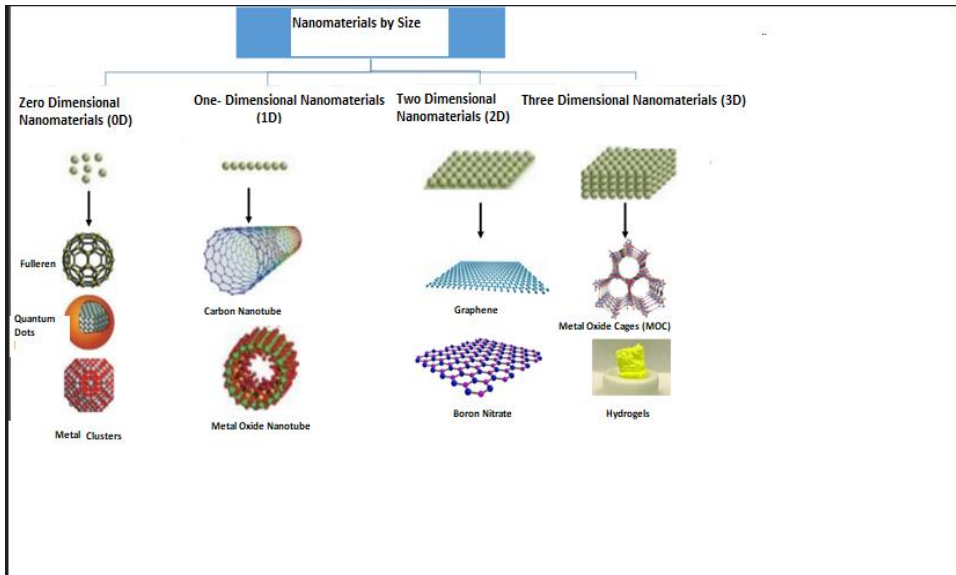 Nanomaterials by Size
..
Zero Dimensional
Nanomaterials (0D)
One- Dimensional Nanomaterials
(1D)
Two Dimensional
Nanomaterials (2D)
Three Dimensional Nanomaterials (3D)
Fulleren
Quantum
Dots
Metal Clusters
Carbon Nanotube
Metal Oxide Nanotube
Graphene
Boron Nitrate
Metal Oxide Cages (MOC)
Hydrogels